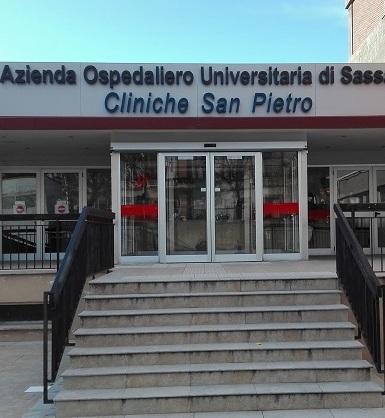 Azienda Ospedaliero Universitaria di Sass
Cliniche San Pietro